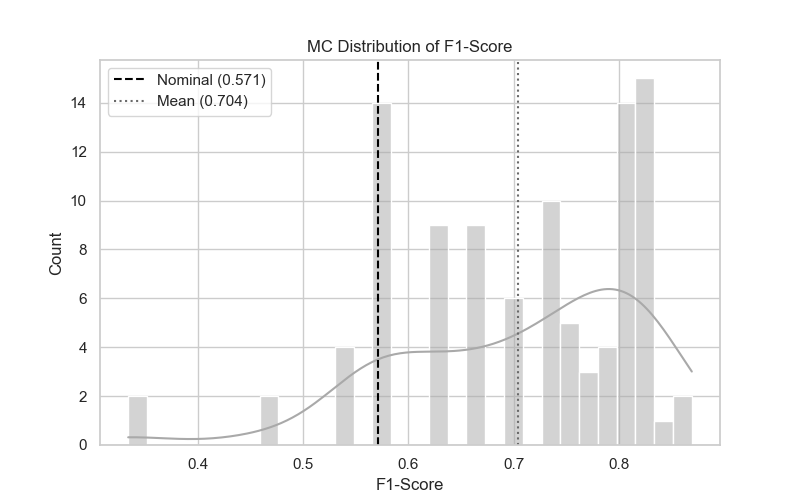 MC Distribution of F1-Score
Nominal (0.571)
Mean (0.704)
Count
14
12
10
8
6
4
2
0
0.4 0.5 0.6 0.7 0.8
F1-Score